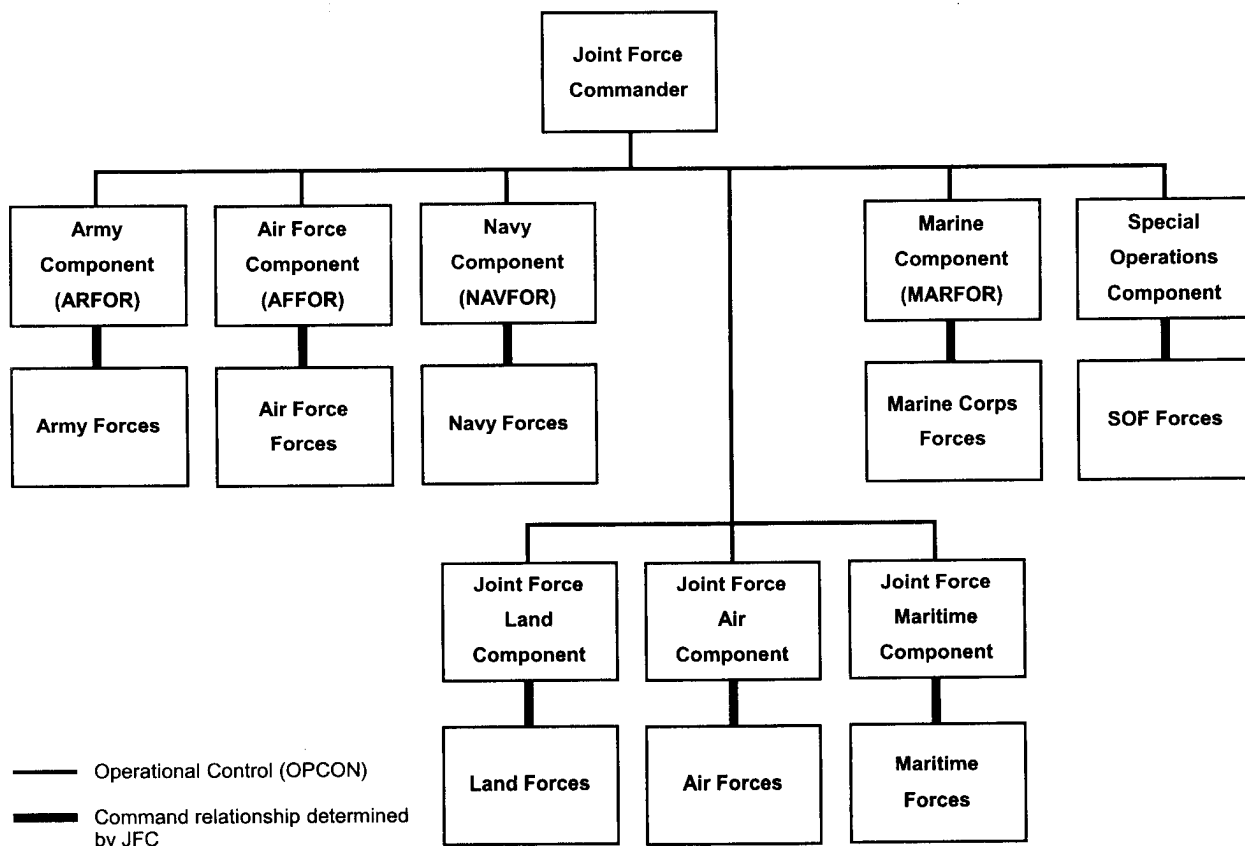 Joint Force
Commander
Army
Component
(ARFOR)
Air Force
Component
(AFFOR)
Navy
Component
(NAVFOR)
Marine
Component
(MARFOR)
Special
Operations
Component
Army Forces
Air Force
Forces
Navy Forces
Marine Corps
Forces
SOF Forces
Joint Force
Land
Component
Joint Force
Air
Component
Joint Force
Maritime
Component
Land Forces
Air Forces
Maritime
Forces
Operational Control (OPCON)
Command relationship determined
by JFC